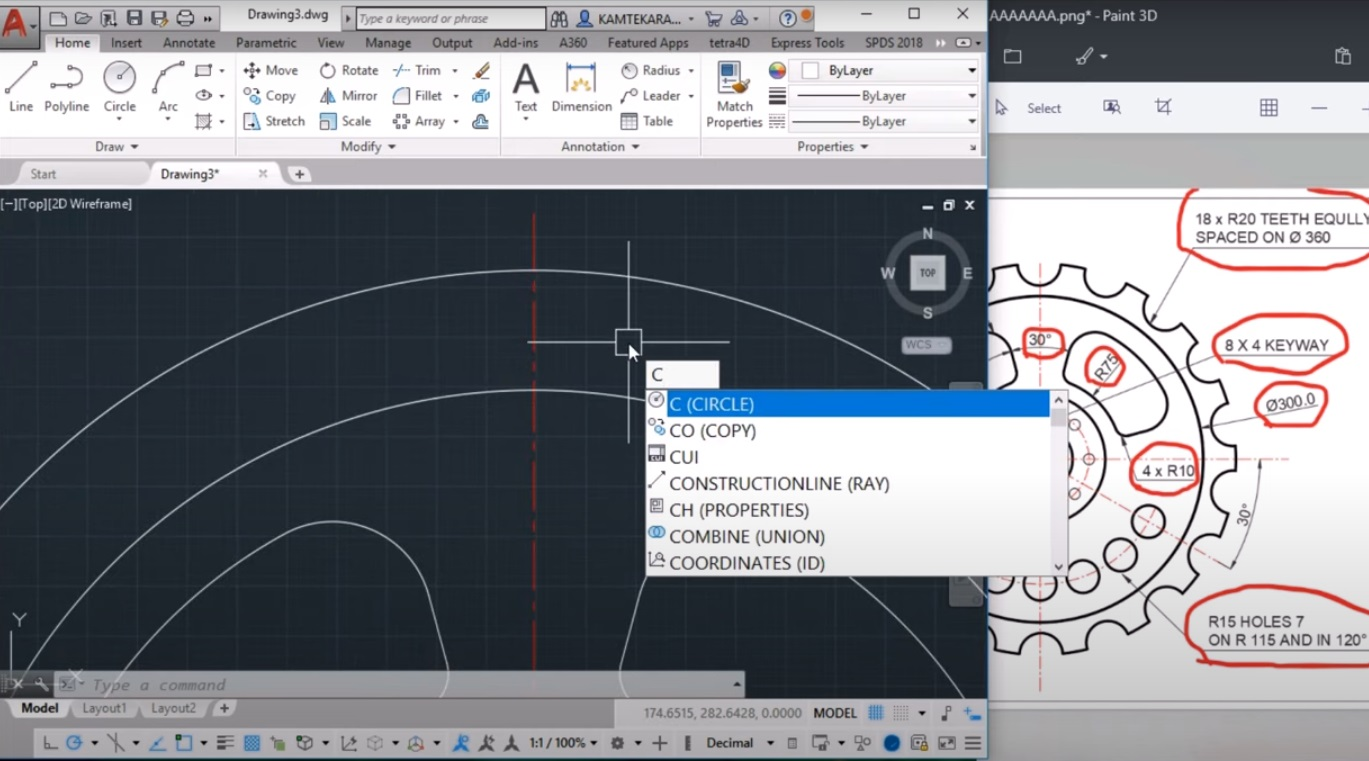 Drawing3.dwg
Type a keyword or phrase
KAMTEKARA...
AAAAAAA.png* - Paint 3D
Home Insert Annotate Parametric View Manage Output Add-ins A360 Featured Apps tetra4D Express Tools SPDS 2018
Line Polyline Circle Arc
Move Rotate Trim
Copy Mirror Fillet
Stretch Scale Array
Text Dimension
Radius
Leader
Table
Match
Properties
ByLayer
ByLayer
ByLayer
Select
Draw Modify Annotation Properties
Start Drawing3*
[−][Top][2D Wireframe]
N
W TOP E
S
WCS
C
C (CIRCLE)
CO (COPY)
CUI
CONSTRUCTIONLINE (RAY)
CH (PROPERTIES)
COMBINE (UNION)
COORDINATES (ID)
Y
X
Type a command
Model Layout1 Layout2
174.6515, 282.6428, 0.0000 MODEL
1:1 / 100% Decimal
18 x R20 TEETH EQULLY
SPACED ON Ø 360
30°
R75
8 X 4 KEYWAY
Ø300.0
4 x R10
30°
R15 HOLES 7
ON R 115 AND IN 120°